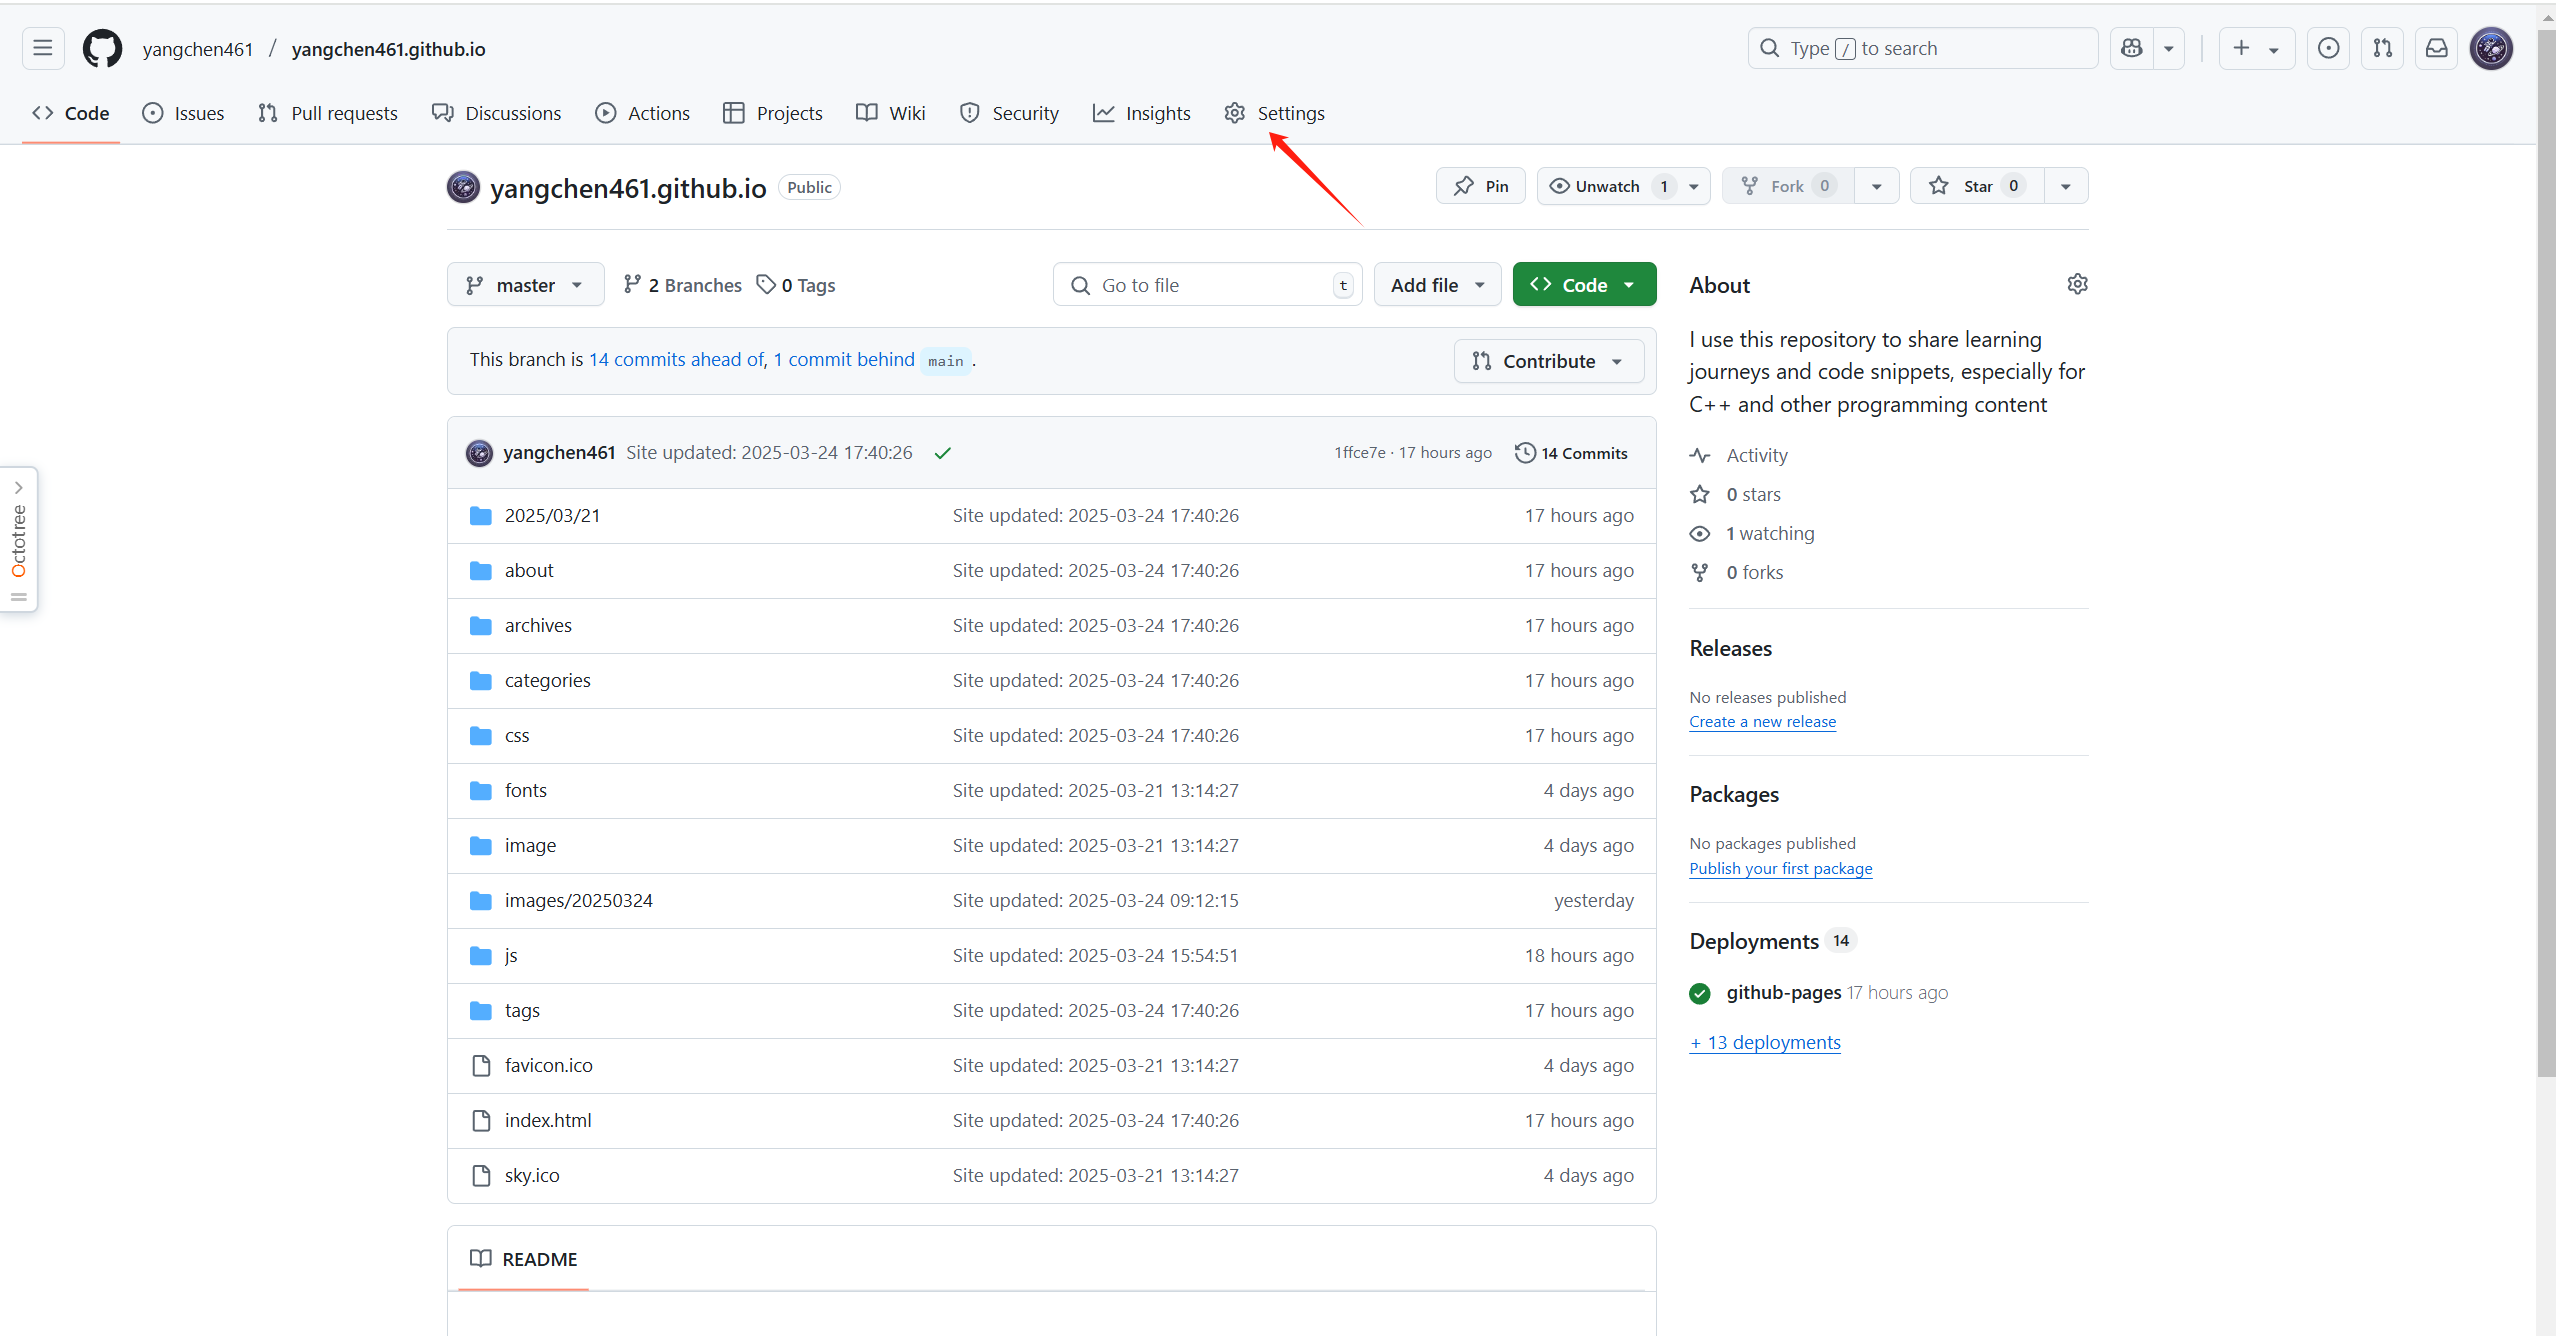 yangchen461 / yangchen461.github.io
Type / to search
Code Issues Pull requests Discussions Actions Projects Wiki Security Insights Settings
yangchen461.github.io Public
Pin Unwatch 1 Fork 0 Star 0
master 2 Branches 0 Tags Go to file t Add file Code
This branch is 14 commits ahead of, 1 commit behind main .
Contribute
yangchen461 Site updated: 2025-03-24 17:40:26 1ffce7e · 17 hours ago 14 Commits
2025/03/21 Site updated: 2025-03-24 17:40:26 17 hours ago
about Site updated: 2025-03-24 17:40:26 17 hours ago
archives Site updated: 2025-03-24 17:40:26 17 hours ago
categories Site updated: 2025-03-24 17:40:26 17 hours ago
css Site updated: 2025-03-24 17:40:26 17 hours ago
fonts Site updated: 2025-03-21 13:14:27 4 days ago
image Site updated: 2025-03-21 13:14:27 4 days ago
images/20250324 Site updated: 2025-03-24 09:12:15 yesterday
js Site updated: 2025-03-24 15:54:51 18 hours ago
tags Site updated: 2025-03-24 17:40:26 17 hours ago
favicon.ico Site updated: 2025-03-21 13:14:27 4 days ago
index.html Site updated: 2025-03-24 17:40:26 17 hours ago
sky.ico Site updated: 2025-03-21 13:14:27 4 days ago
README
About
I use this repository to share learning
journeys and code snippets, especially for
C++ and other programming content
Activity
0 stars
1 watching
0 forks
Releases
No releases published
Create a new release
Packages
No packages published
Publish your first package
Deployments 14
github-pages 17 hours ago
+ 13 deployments
Octotree